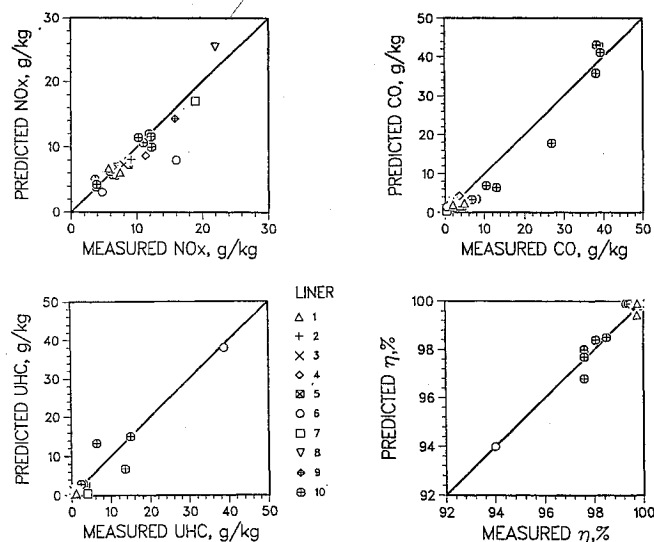 30
20
10
0
PREDICTED NOx, g/kg
0 10 20 30
MEASURED NOx, g/kg
50
40
30
20
10
0
PREDICTED CO, g/kg
0 10 20 30 40 50
MEASURED CO, g/kg
50
40
30
20
10
0
PREDICTED UHC, g/kg
0 10 20 30 40 50
MEASURED UHC, g/kg
LINER
1
2
3
4
5
6
7
8
9
10
100
98
96
94
92
PREDICTED η,%
92 94 96 98 100
MEASURED η,%